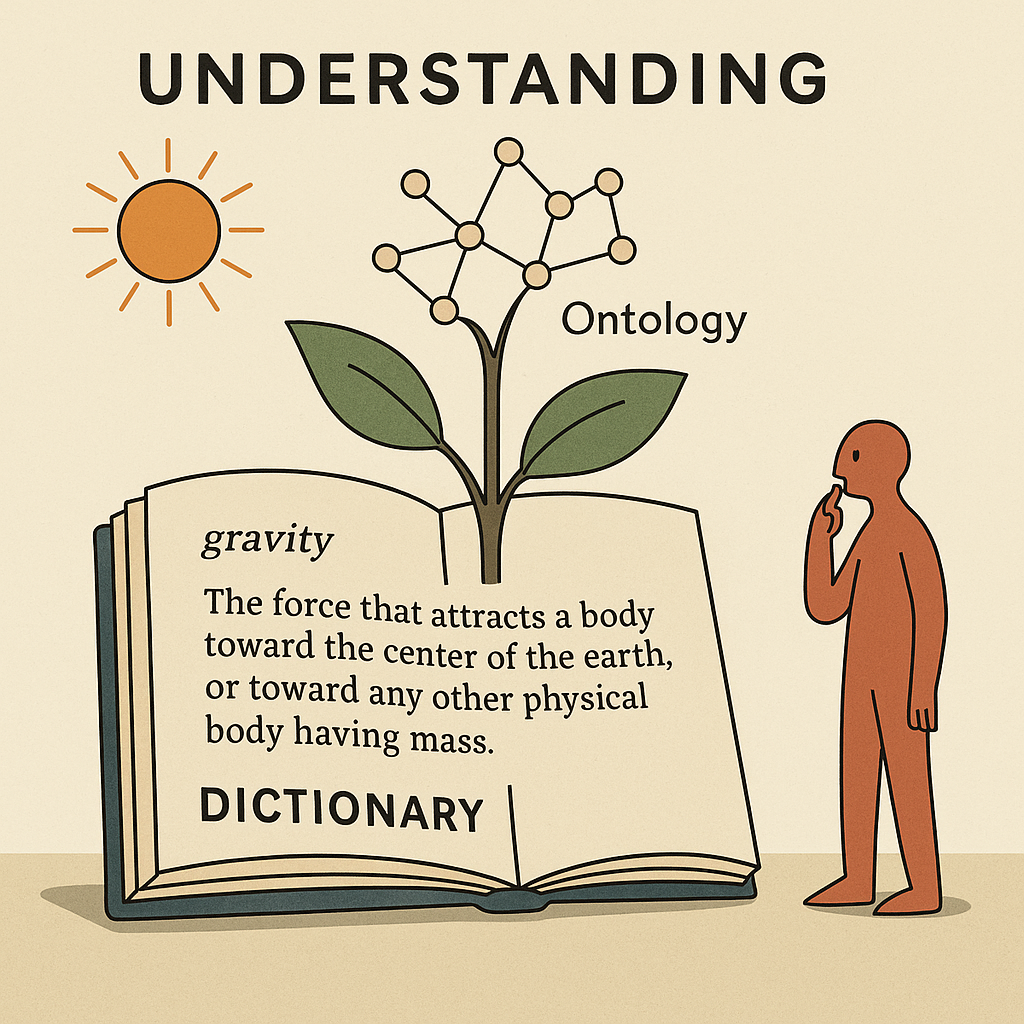 UNDERSTANDING
Ontology
gravity
The force that attracts a body
toward the center of the earth,
or toward any other physical
body having mass.
DICTIONARY